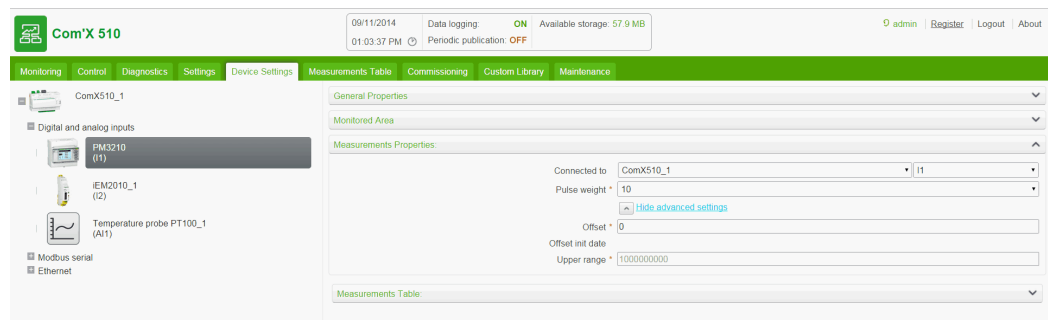 Com'X 510
09/11/2014
01:03:37 PM
Data logging: ON
Periodic publication: OFF
Available storage: 57.9 MB
admin Register Logout About
Monitoring Control Diagnostics Settings Device Settings Measurements Table Commissioning Custom Library Maintenance
ComX510_1
Digital and analog inputs
PM3210
(I1)
iEM2010_1
(I2)
Temperature probe PT100_1
(AI1)
Modbus serial
Ethernet
General Properties
Monitored Area
Measurements Properties
Connected to ComX510_1 I1
Pulse weight * 10
Hide advanced settings
Offset * 0
Offset init date
Upper range * 1000000000
Measurements Table